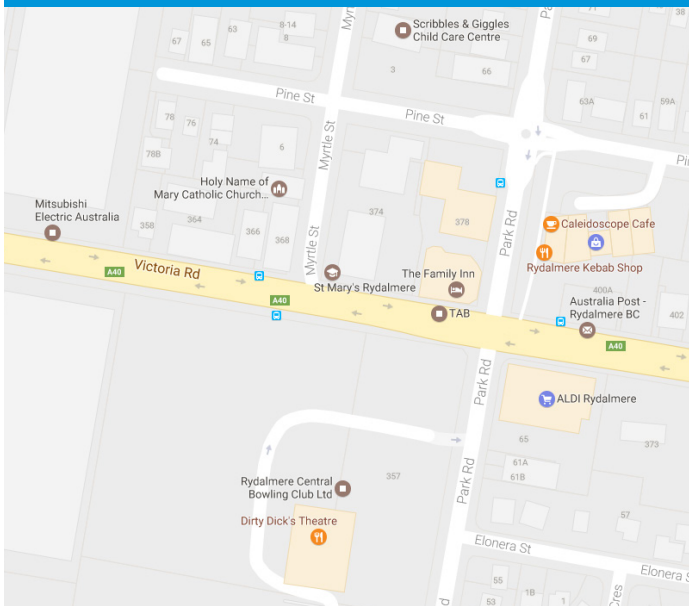 Scribbles & Giggles
Child Care Centre
38
8-14
8
63
65
67
69
67
3
66
63A
59A
61
Pine St
Pine St
Myrtle St
78
76
74
78B
6
Holy Name of
Mary Catholic Church...
Mitsubishi
Electric Australia
358
364
366
368
374
378
Park Rd
Caleidoscope Cafe
Rydalmere Kebab Shop
Victoria Rd
A40
Myrtle St
St Mary's Rydalmere
The Family Inn
TAB
400A
Australia Post -
Rydalmere BC
402
A40
A40
Park Rd
ALDI Rydalmere
65
61A
61B
373
357
Park Rd
Rydalmere Central
Bowling Club Ltd
Dirty Dick's Theatre
57
Elonera St
Elonera S
55
53
1B
1